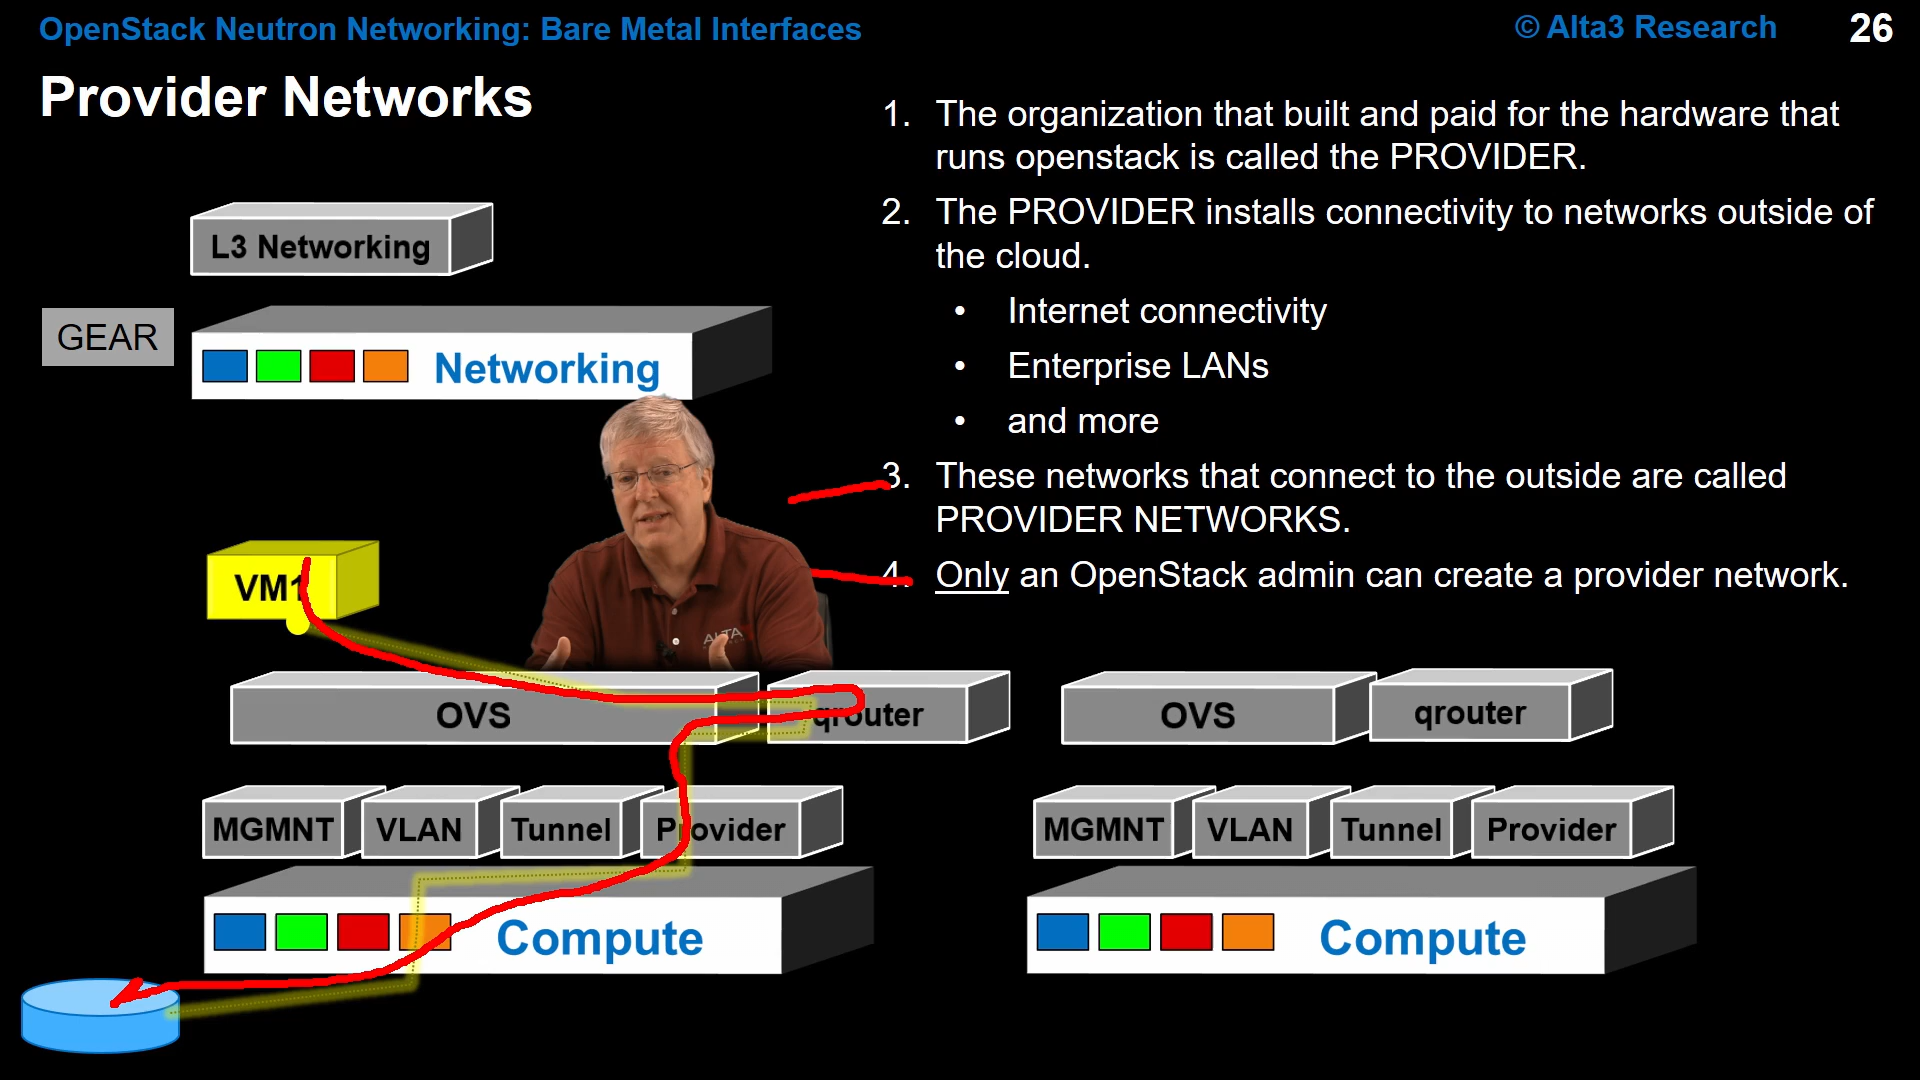 OpenStack Neutron Networking: Bare Metal Interfaces
© Alta3 Research
26
Provider Networks
1. The organization that built and paid for the hardware that
runs openstack is called the PROVIDER.
2. The PROVIDER installs connectivity to networks outside of
the cloud.
• Internet connectivity
• Enterprise LANs
• and more
3. These networks that connect to the outside are called
PROVIDER NETWORKS.
4. Only an OpenStack admin can create a provider network.
L3 Networking
GEAR
Networking
VM1
ALTA3
OVS
qrouter
OVS
qrouter
MGMNT
VLAN
Tunnel
Provider
MGMNT
VLAN
Tunnel
Provider
Compute
Compute